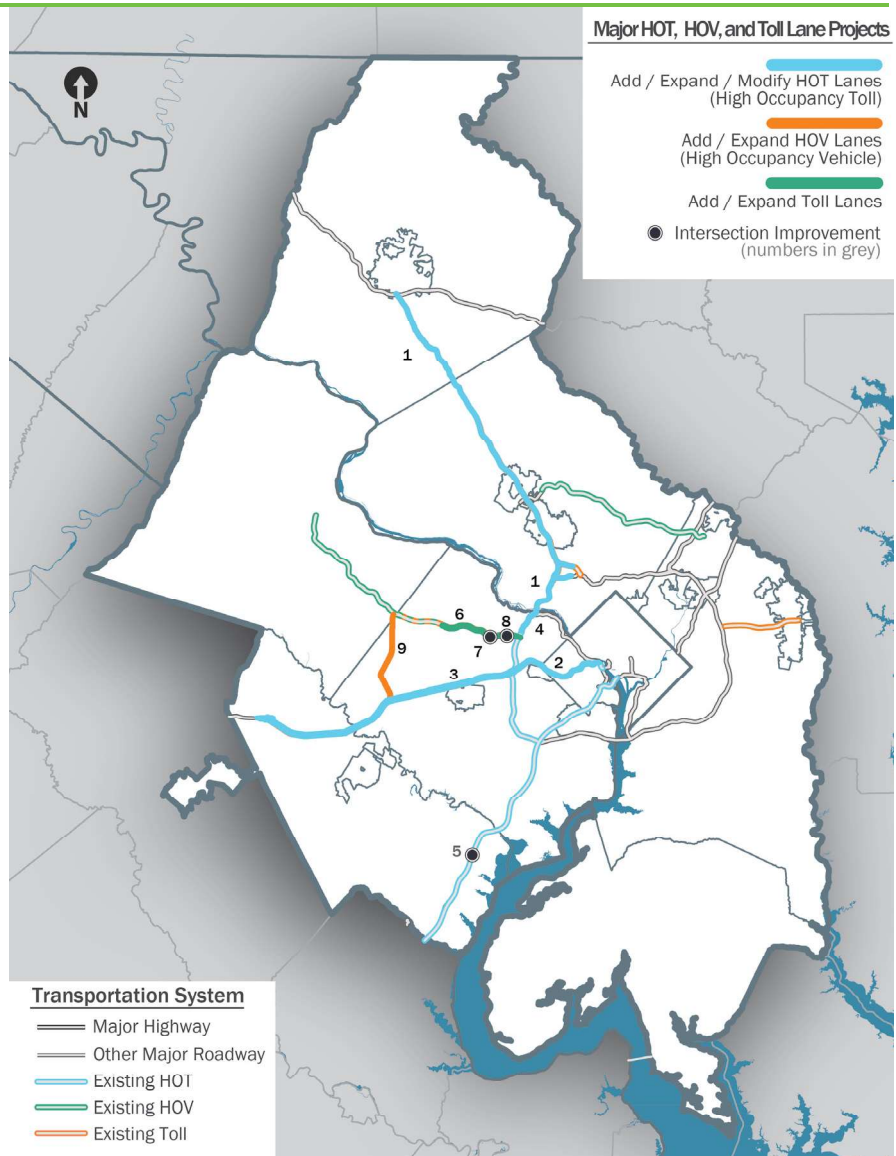 Major HOT, HOV, and Toll Lane Projects
Add / Expand / Modify HOT Lanes
(High Occupancy Toll)
Add / Expand HOV Lanes
(High Occupancy Vehicle)
Add / Expand Toll Lanes
Intersection Improvement
(numbers in grey)
N
1
1
8
6
4
7
9
2
3
5
Transportation System
Major Highway
Other Major Roadway
Existing HOT
Existing HOV
Existing Toll